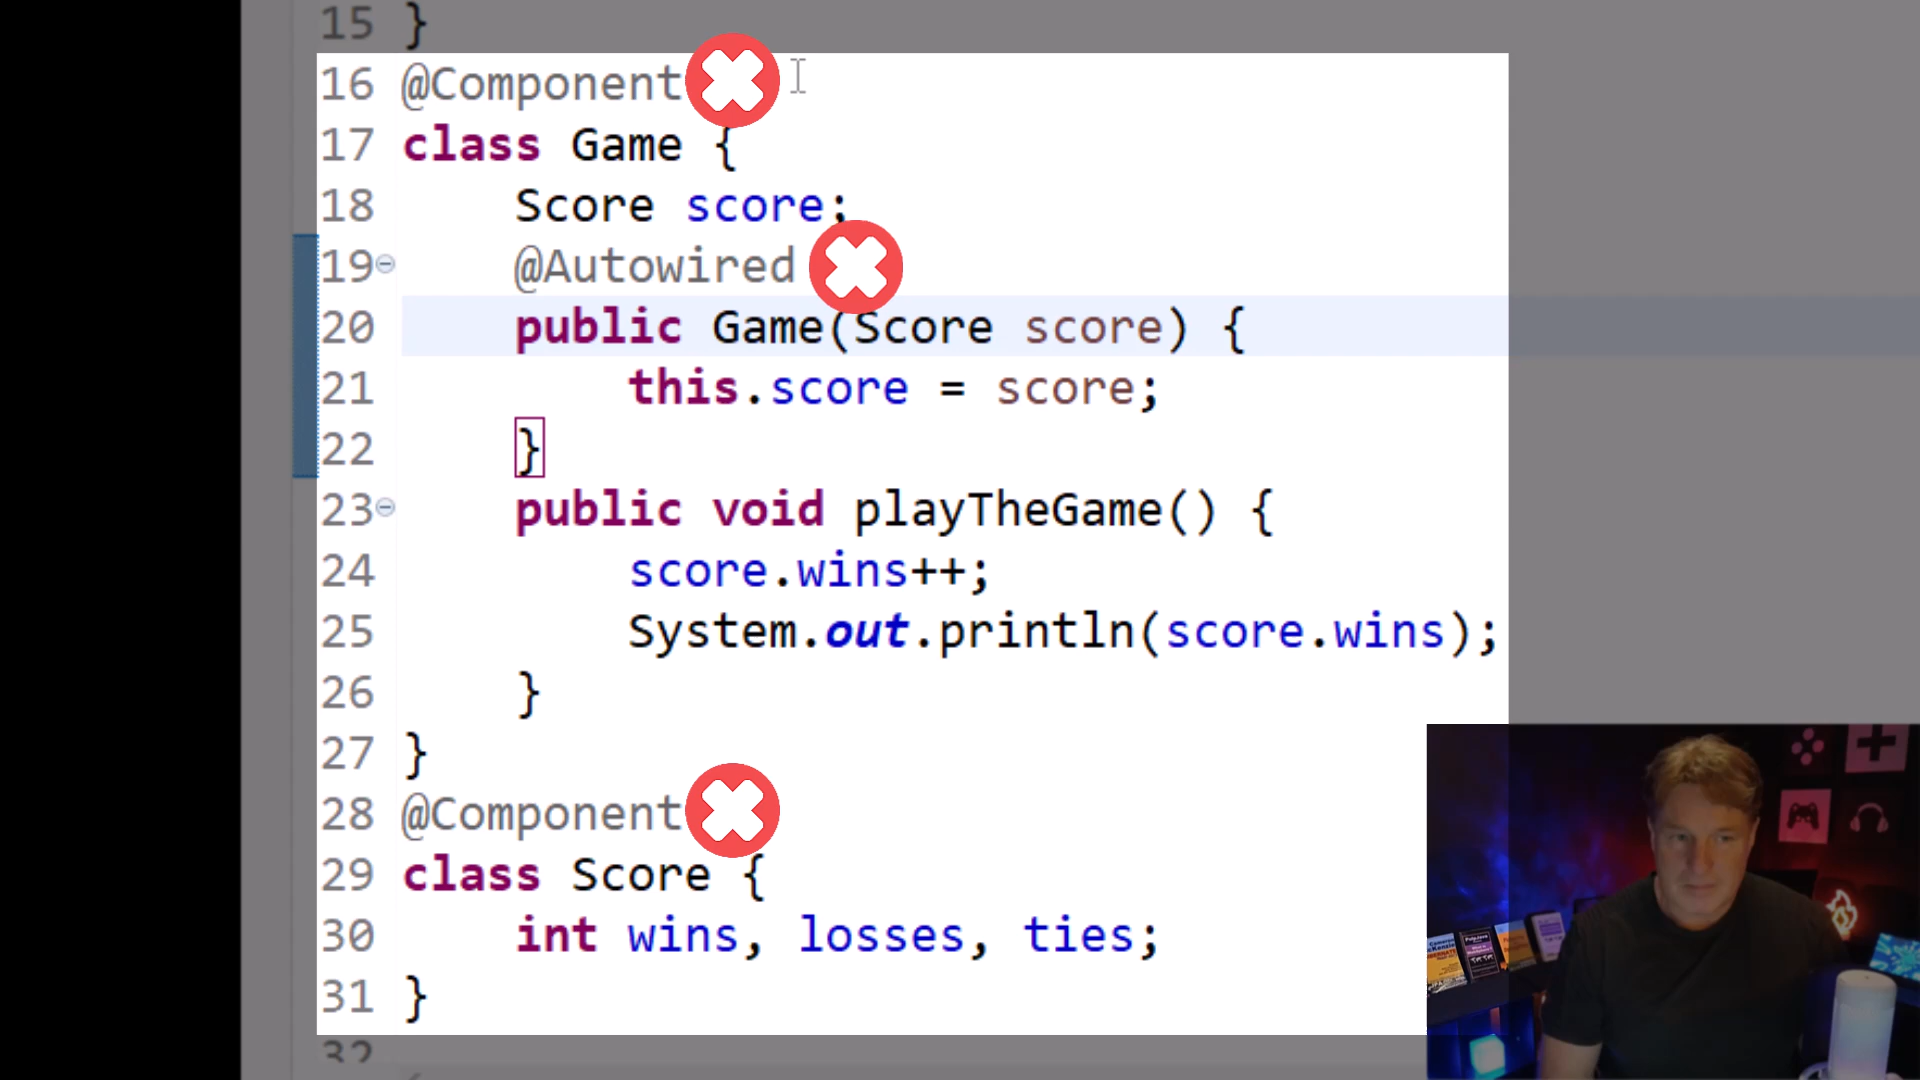 15 }
16 @Component
17 class Game {
18 Score score;
19 @Autowired
20 public Game(Score score) {
21 this.score = score;
22 }
23 public void playTheGame() {
24 score.wins++;
25 System.out.println(score.wins);
26 }
27 }
28 @Component
29 class Score {
30 int wins, losses, ties;
31 }
32